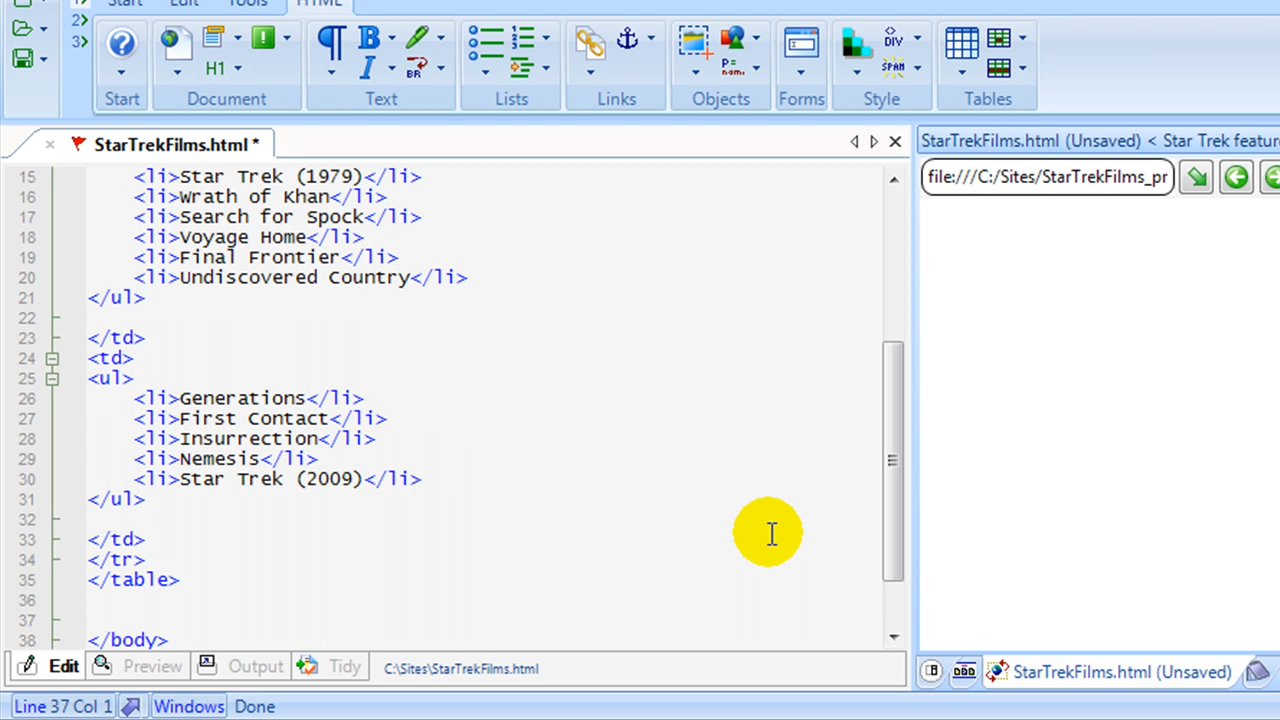 Start Edit Tools HTML
2
3
H1 B I BR DIV SPAN P= nam.
Start Document Text Lists Links Objects Forms Style Tables
StarTrekFilms.html *
StarTrekFilms.html (Unsaved) < Star Trek featur
file:///C:/Sites/StarTrekFilms_pr
15 <li>Star Trek (1979)</li>
16 <li>Wrath of Khan</li>
17 <li>Search for Spock</li>
18 <li>Voyage Home</li>
19 <li>Final Frontier</li>
20 <li>Undiscovered Country</li>
21 </ul>
22
23 </td>
24 <td>
25 <ul>
26 <li>Generations</li>
27 <li>First Contact</li>
28 <li>Insurrection</li>
29 <li>Nemesis</li>
30 <li>Star Trek (2009)</li>
31 </ul>
32
33 </td>
34 </tr>
35 </table>
36
37
38 </body>
Edit Preview Output Tidy C:\Sites\StarTrekFilms.html
StarTrekFilms.html (Unsaved)
Line 37 Col 1 Windows Done